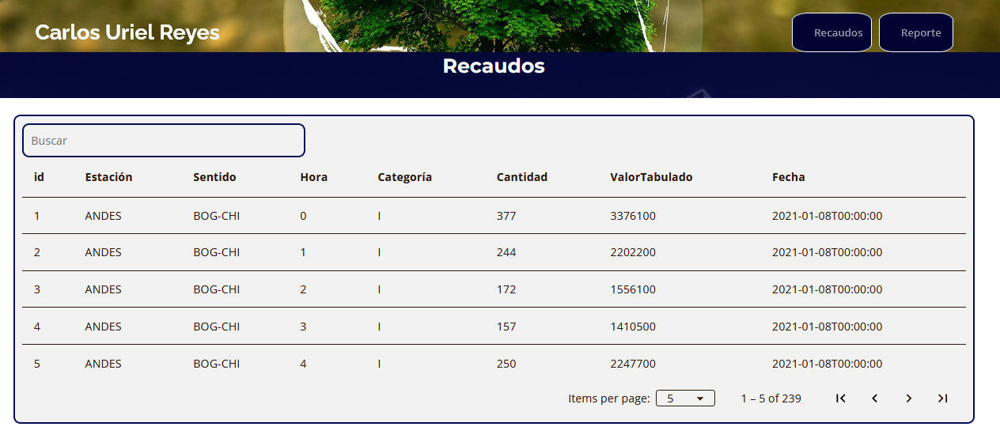 Carlos Uriel Reyes Recaudos Reporte
Recaudos
Buscar
id Estación Sentido Hora Categoría Cantidad ValorTabulado Fecha
1 ANDES BOG-CHI 0 I 377 3376100 2021-01-08T00:00:00
2 ANDES BOG-CHI 1 I 244 2202200 2021-01-08T00:00:00
3 ANDES BOG-CHI 2 I 172 1556100 2021-01-08T00:00:00
4 ANDES BOG-CHI 3 I 157 1410500 2021-01-08T00:00:00
5 ANDES BOG-CHI 4 I 250 2247700 2021-01-08T00:00:00
Items per page: 5 1 – 5 of 239